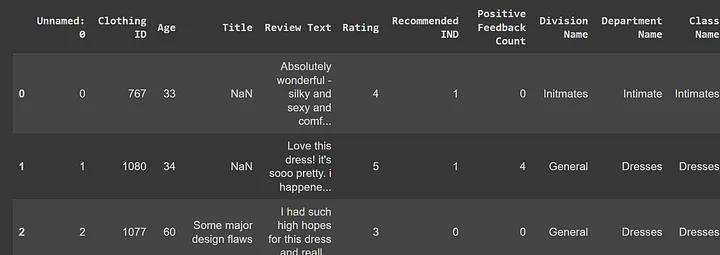 Unnamed: 0 Clothing ID Age Title Review Text Rating Recommended IND Positive Feedback Count Division Name Department Name Class Name
0 0 767 33 NaN Absolutely wonderful - silky and sexy and comf... 4 1 0 Initmates Intimate Intimates
1 1 1080 34 NaN Love this dress! it's sooo pretty. i happene... 5 1 4 General Dresses Dresses
2 2 1077 60 Some major design flaws I had such high hopes for this dress and reall... 3 0 0 General Dresses Dresses